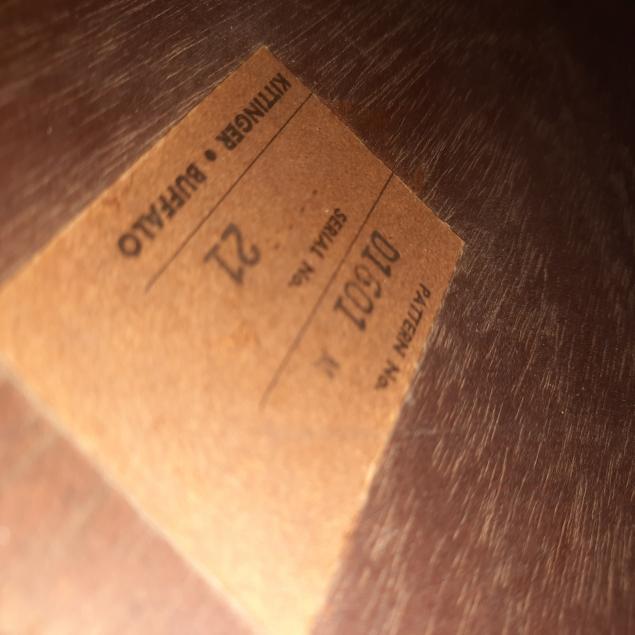 PATTERN No.
D1601
SERIAL No.
21
KITTINGER • BUFFALO